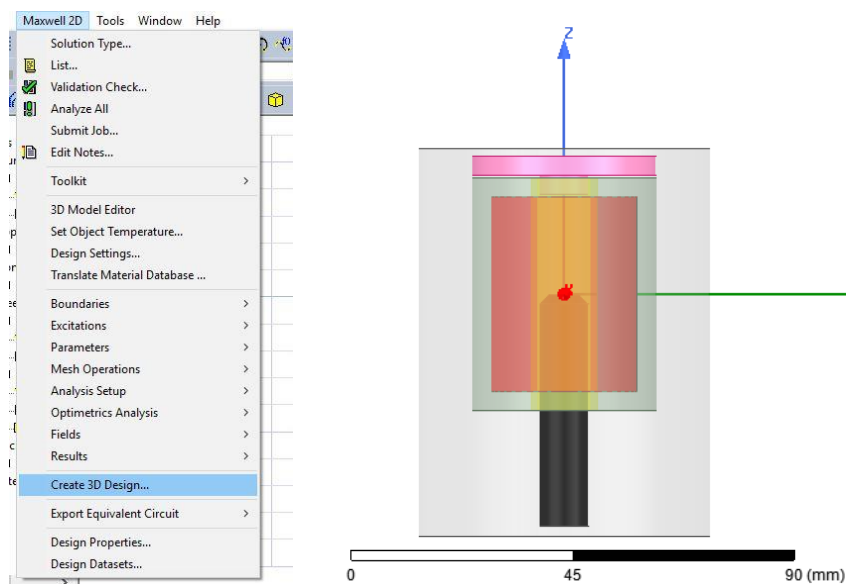 Maxwell 2D Tools Window Help
Solution Type...
List...
Validation Check...
Analyze All
Submit Job...
Edit Notes...
Toolkit
3D Model Editor
Set Object Temperature...
Design Settings...
Translate Material Database ...
Boundaries
Excitations
Parameters
Mesh Operations
Analysis Setup
Optimetrics Analysis
Fields
Results
Create 3D Design...
Export Equivalent Circuit
Design Properties...
Design Datasets...
Z
0 45 90 (mm)